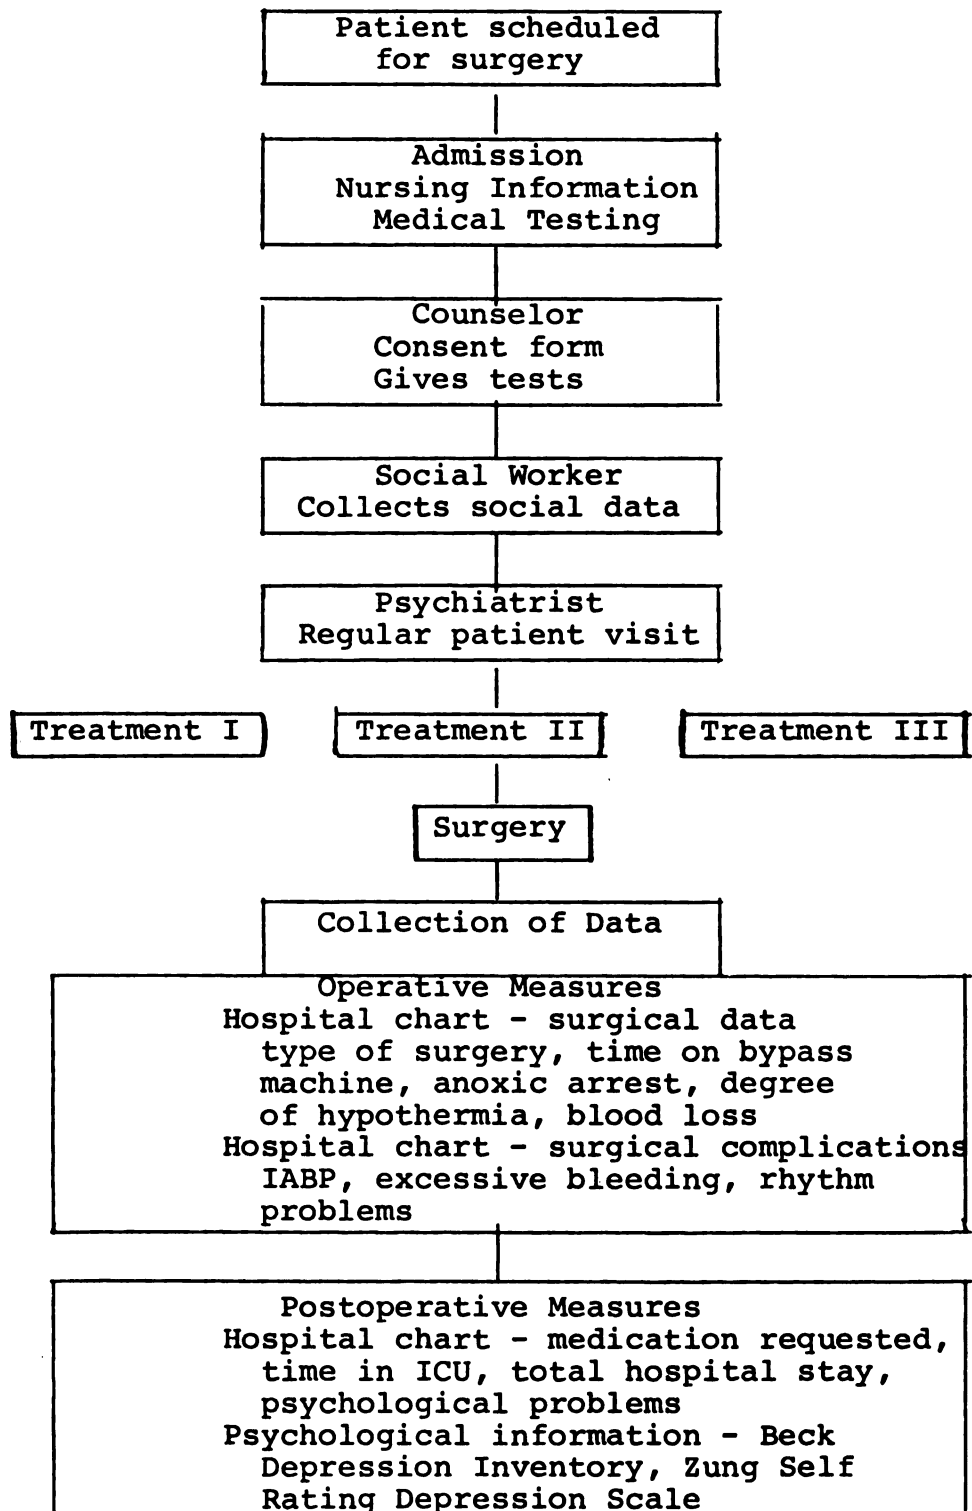 Patient scheduled
for surgery
Admission
Nursing Information
Medical Testing
Counselor
Consent form
Gives tests
Social Worker
Collects social data
Psychiatrist
Regular patient visit
Treatment I Treatment II Treatment III
Surgery
Collection of Data
Operative Measures
Hospital chart - surgical data
type of surgery, time on bypass
machine, anoxic arrest, degree
of hypothermia, blood loss
Hospital chart - surgical complications
IABP, excessive bleeding, rhythm
problems
Postoperative Measures
Hospital chart - medication requested,
time in ICU, total hospital stay,
psychological problems
Psychological information - Beck
Depression Inventory, Zung Self
Rating Depression Scale